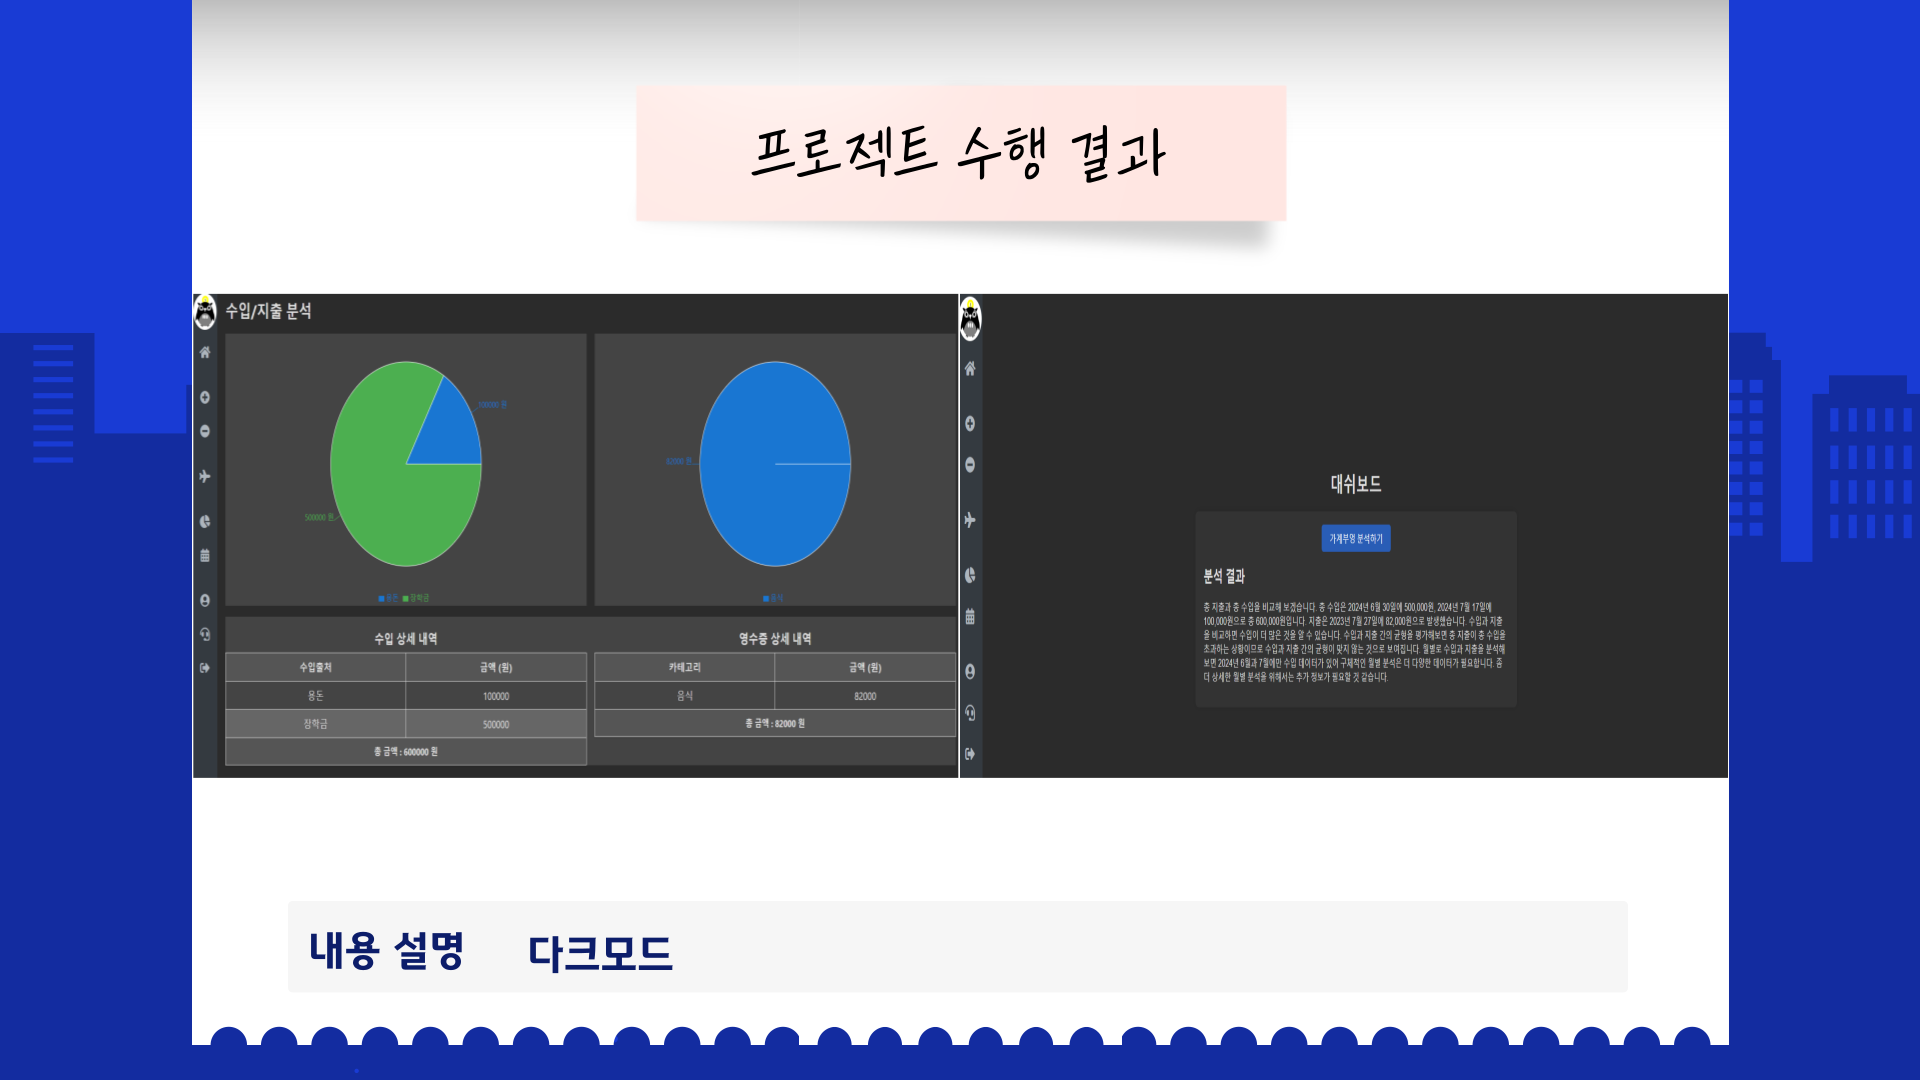 프로젝트 수행 결과
수입/지출 분석
100000 원
500000 원
용돈 장학금
82000 원
음식
수입 상세 내역
수입출처 금액 (원)
용돈 100000
장학금 500000
총 금액 : 600000 원
영수증 상세 내역
카테고리 금액 (원)
음식 82000
총 금액 : 82000 원
대쉬보드
가계부명 분석하기
분석 결과
총 지출과 총 수입을 비교해 보겠습니다. 총 수입은 2024년 6월 30일에 500,000원, 2024년 7월 17일에
100,000원으로 총 600,000원입니다. 지출은 2023년 7월 27일에 82,000원으로 발생했습니다. 수입과 지출
을 비교하면 수입이 더 많은 것을 알 수 있습니다. 수입과 지출 간의 균형을 평가해보면 총 지출이 총 수입을
초과하는 상황이므로 수입과 지출 간의 균형이 맞지 않는 것으로 보여집니다. 월별로 수입과 지출을 분석해
보면 2024년 6월과 7월에만 수입 데이터가 있어 구체적인 월별 분석은 더 다양한 데이터가 필요합니다. 좀
더 상세한 월별 분석을 위해서는 추가 정보가 필요할 것 같습니다.
내용 설명 다크모드